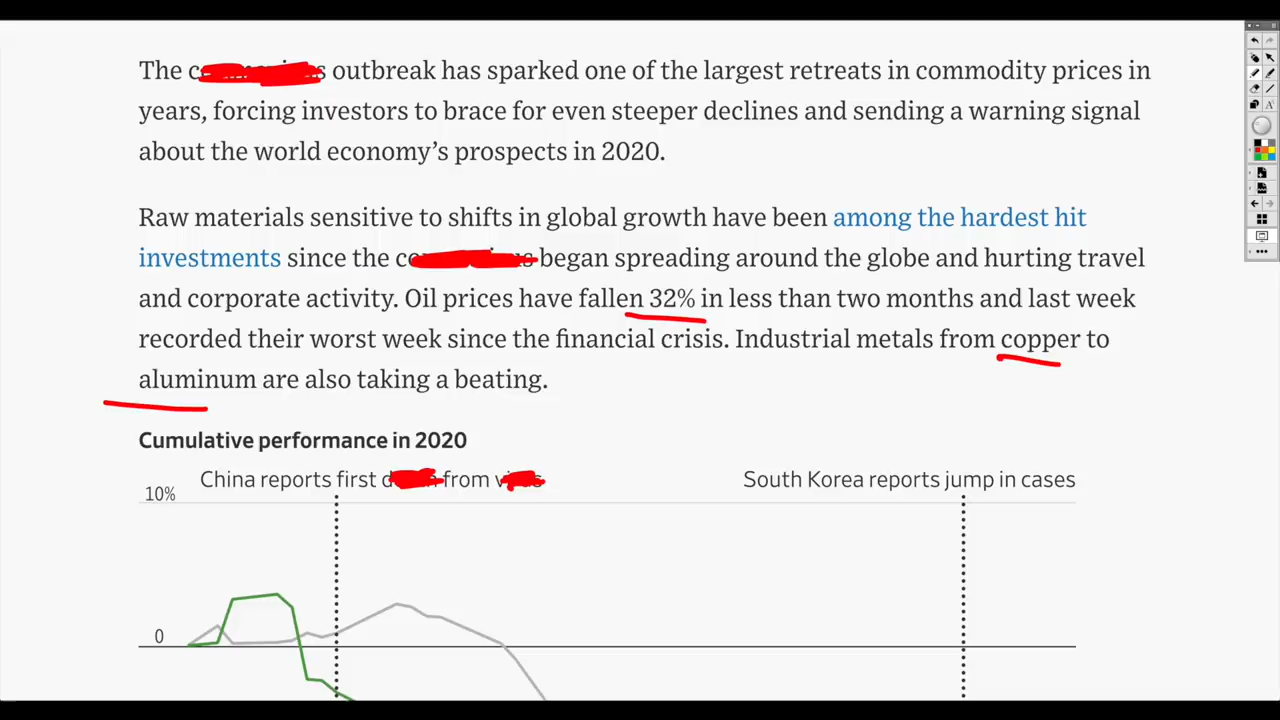 The outbreak has sparked one of the largest retreats in commodity prices in
years, forcing investors to brace for even steeper declines and sending a warning signal
about the world economy’s prospects in 2020.
Raw materials sensitive to shifts in global growth have been among the hardest hit
investments since the began spreading around the globe and hurting travel
and corporate activity. Oil prices have fallen 32% in less than two months and last week
recorded their worst week since the financial crisis. Industrial metals from copper to
aluminum are also taking a beating.
Cumulative performance in 2020
China reports first from
South Korea reports jump in cases
10%
0